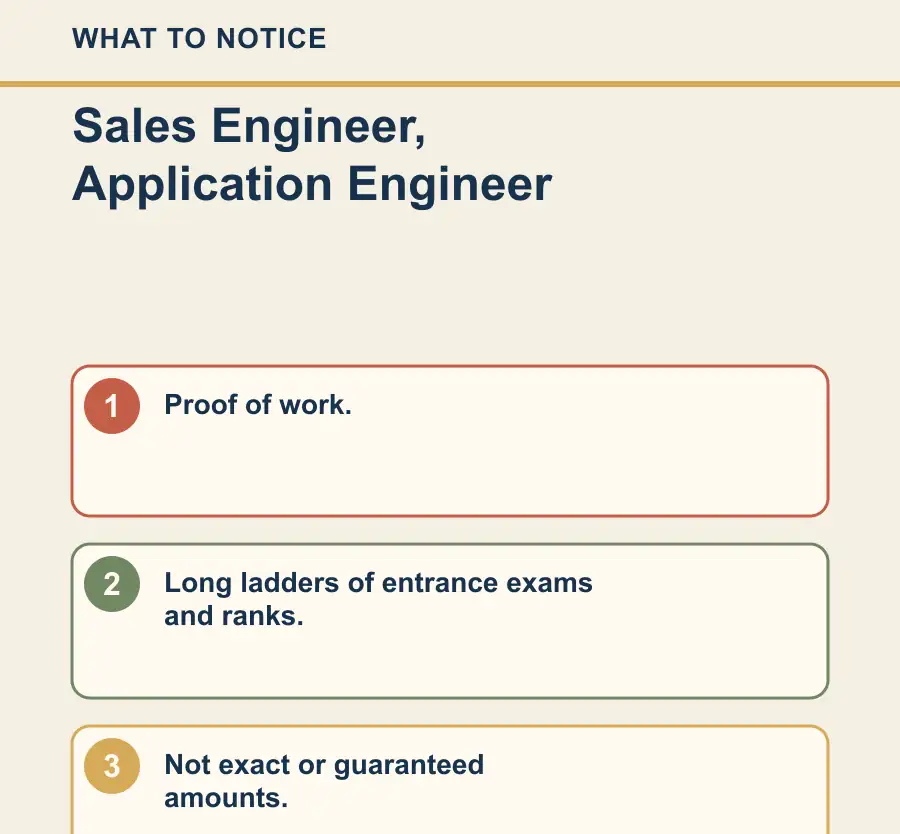 WHAT TO NOTICE
Sales Engineer,
Application Engineer
1
Proof of work.
2
Long ladders of entrance exams
and ranks.
3
Not exact or guaranteed
amounts.